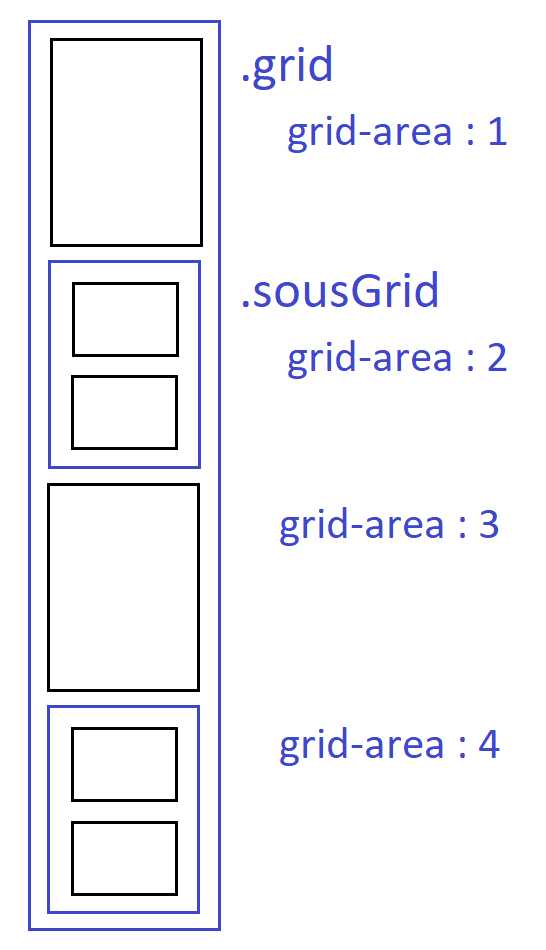 .grid
grid-area : 1
.sousGrid
grid-area : 2
grid-area : 3
grid-area : 4